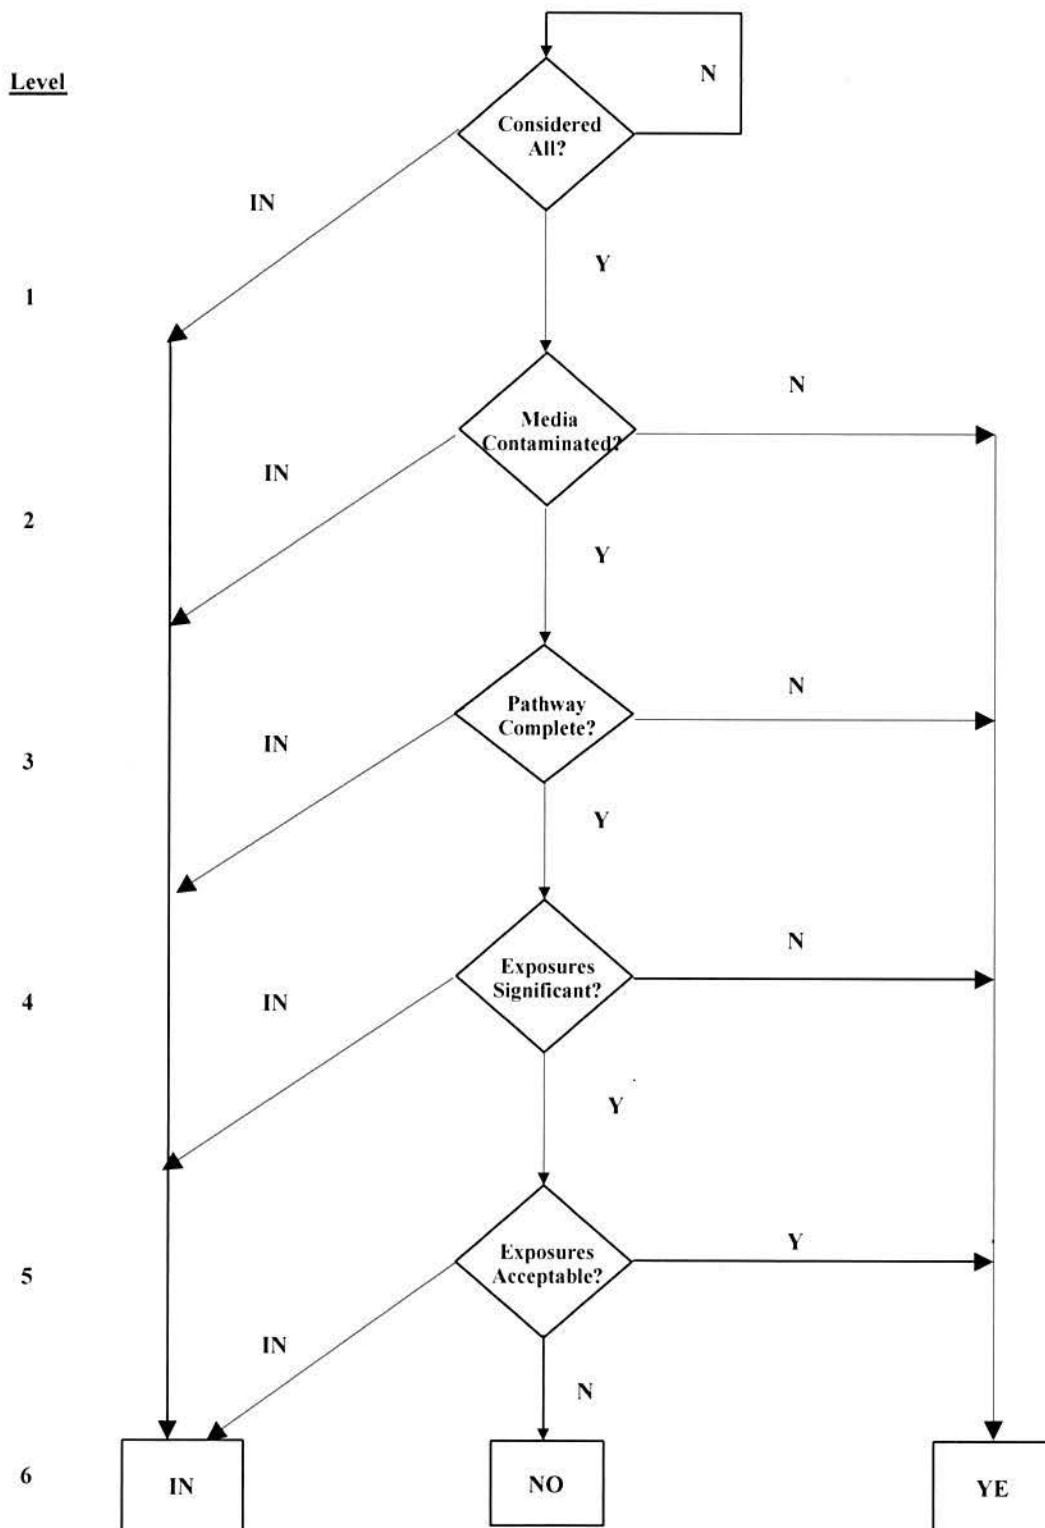 N
Level
Considered
All?
IN
Y
1
Media
Contaminated?
N
IN
2
Y
Pathway
Complete?
N
IN
3
Y
Exposures
Significant?
N
IN
4
Y
Exposures
Acceptable?
Y
5
IN
N
6
IN
NO
YE